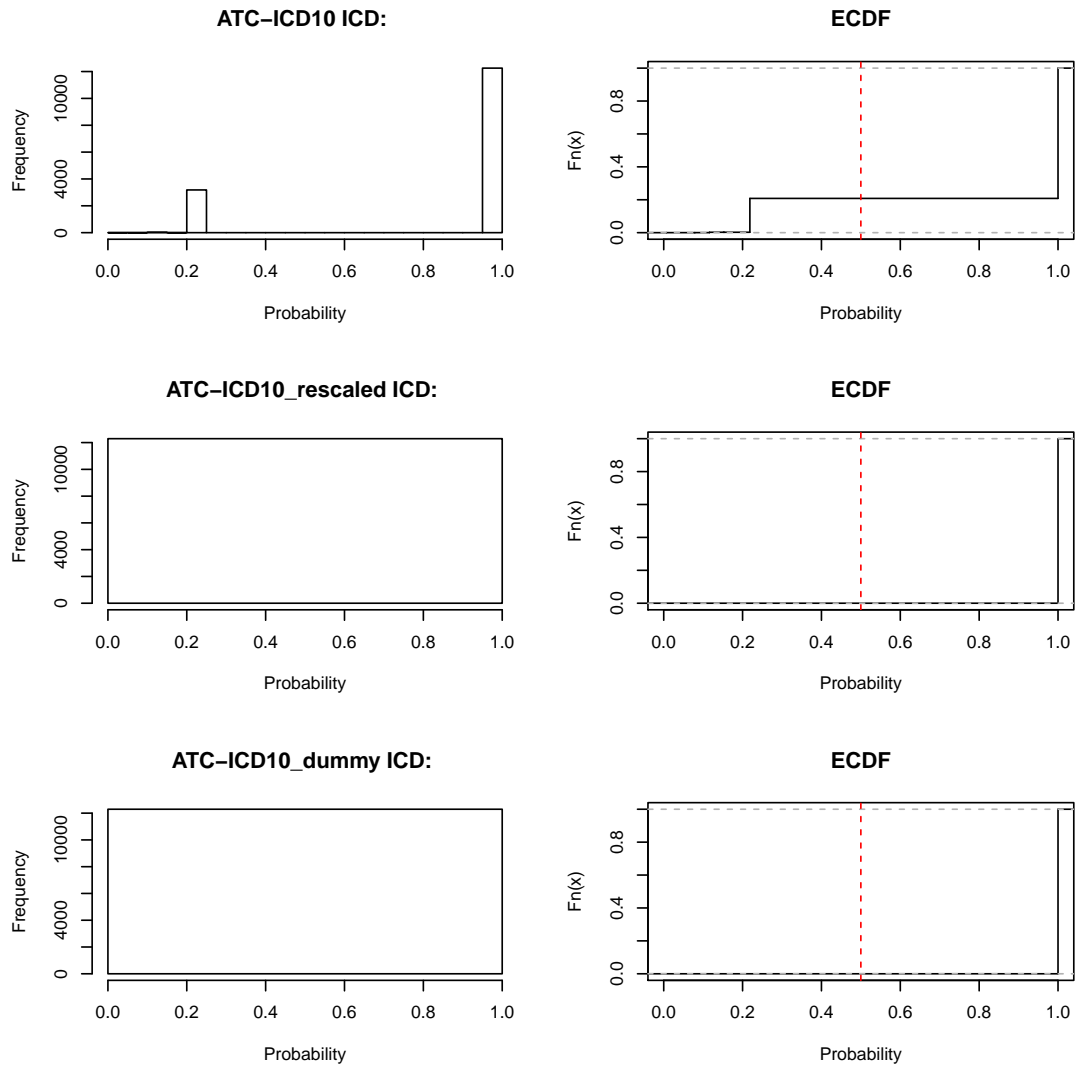 ATC−ICD10 ICD:
Frequency
0 4000 10000
0.0 0.2 0.4 0.6 0.8 1.0
Probability
ECDF
Fn(x)
0.0 0.4 0.8
0.0 0.2 0.4 0.6 0.8 1.0
Probability
ATC−ICD10_rescaled ICD:
Frequency
0 4000 10000
0.0 0.2 0.4 0.6 0.8 1.0
Probability
ECDF
Fn(x)
0.0 0.4 0.8
0.0 0.2 0.4 0.6 0.8 1.0
Probability
ATC−ICD10_dummy ICD:
Frequency
0 4000 10000
0.0 0.2 0.4 0.6 0.8 1.0
Probability
ECDF
Fn(x)
0.0 0.4 0.8
0.0 0.2 0.4 0.6 0.8 1.0
Probability